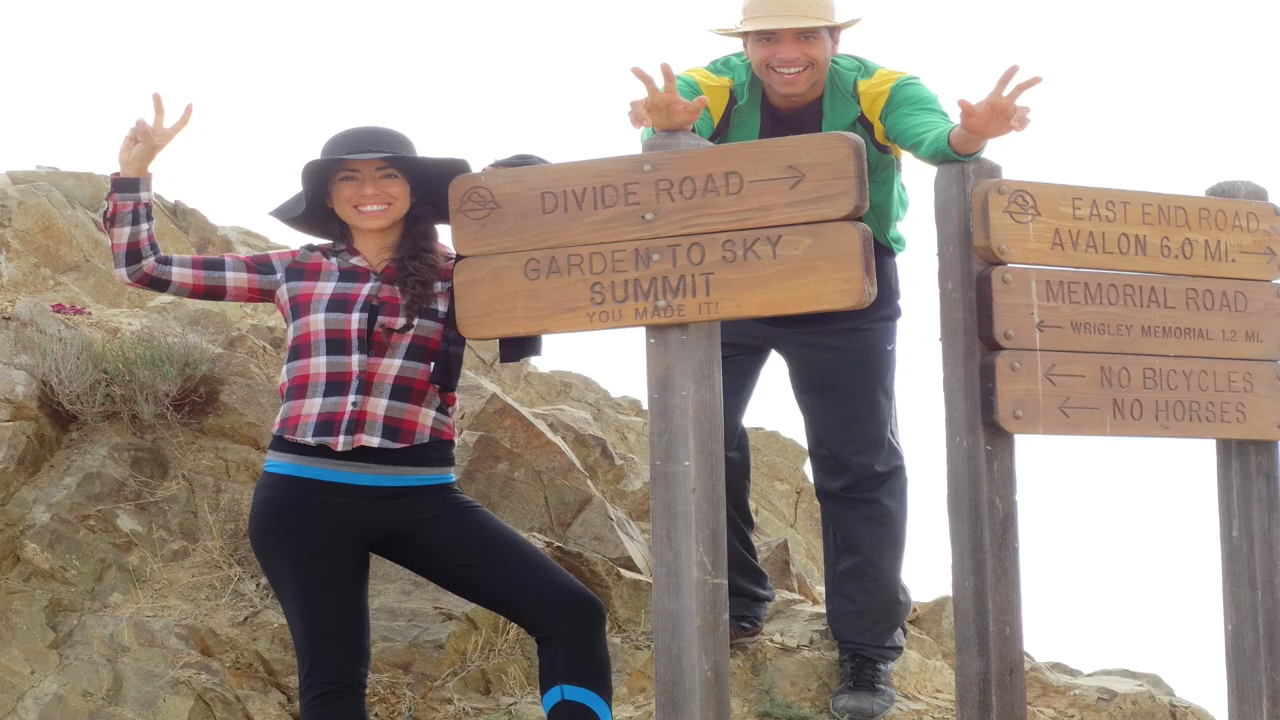 DIVIDE ROAD →
GARDEN TO SKY
SUMMIT
YOU MADE IT!
EAST END ROAD
AVALON 6.0 MI. →
MEMORIAL ROAD
← WRIGLEY MEMORIAL 1.2 MI.
← NO BICYCLES
← NO HORSES